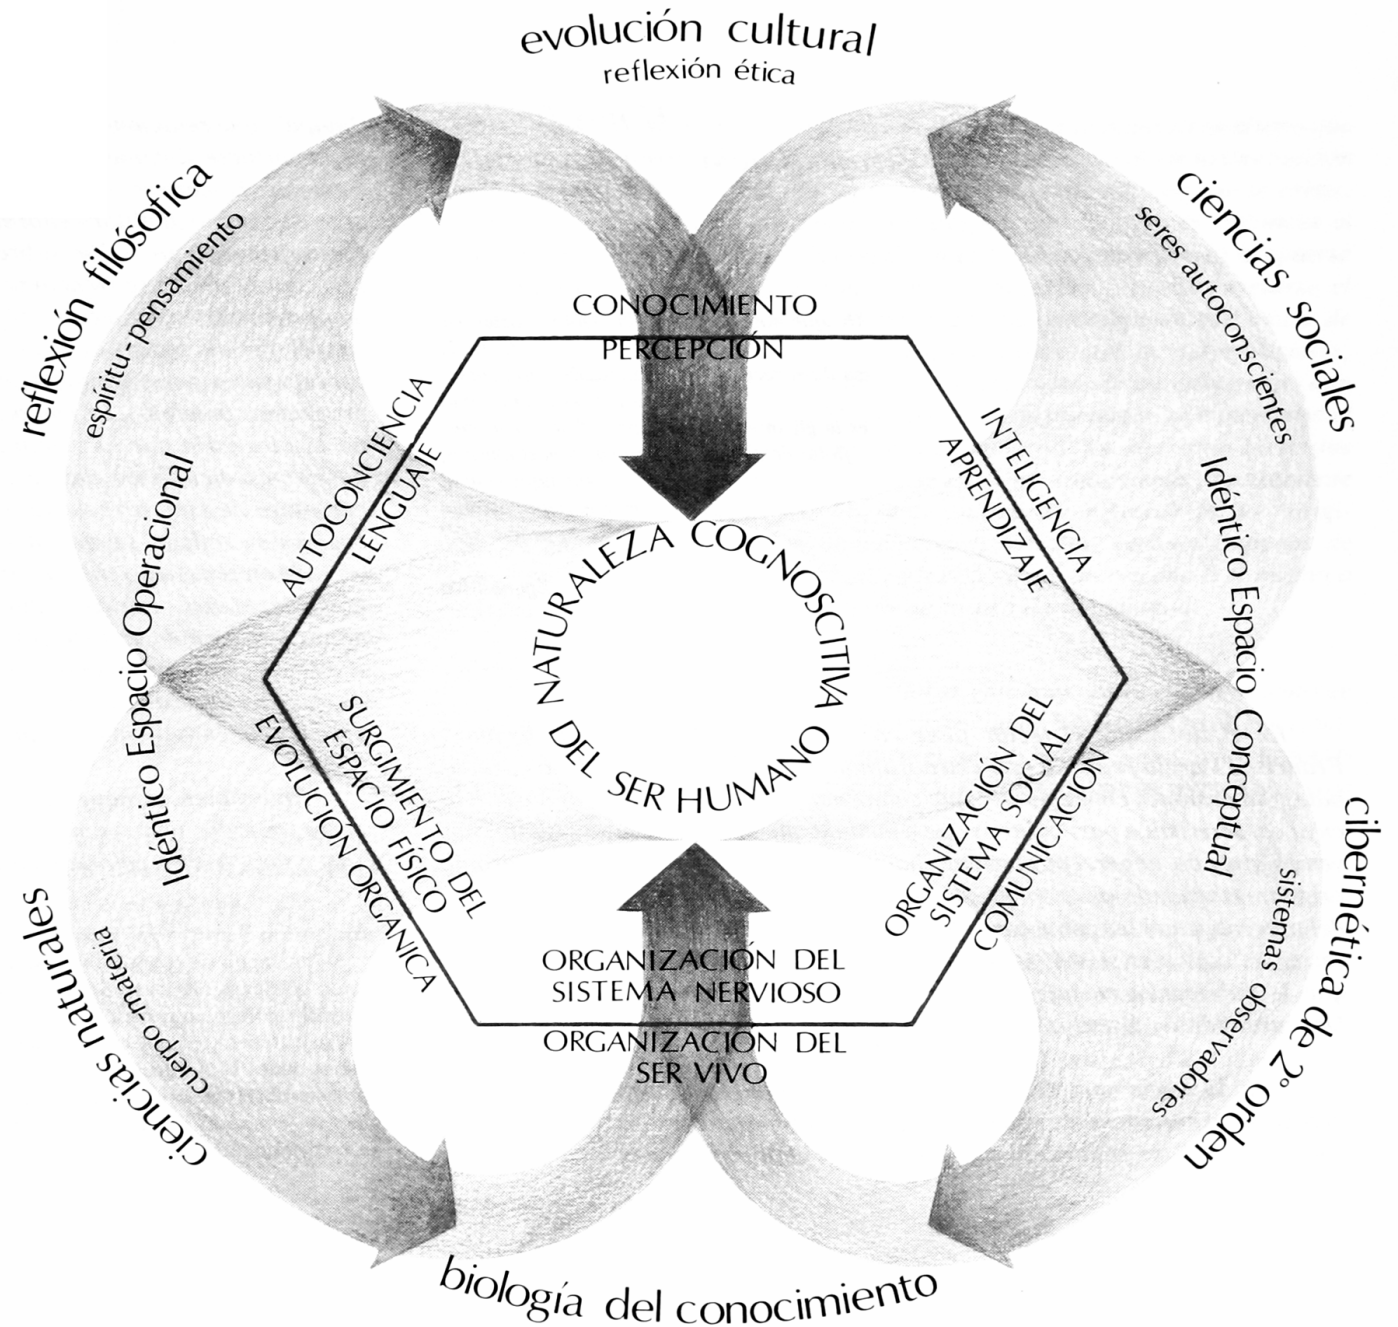 evolución cultural
reflexión ética
reflexión filósofica
espíritu-pensamiento
ciencias sociales
seres autoconscientes
CONOCIMIENTO
PERCEPCIÓN
AUTOCONCIENCIA
LENGUAJE
INTELIGENCIA
APRENDIZAJE
Idéntico Espacio Operacional
Idéntico Espacio Conceptual
NATURALEZA COGNOSCITIVA
DEL SER HUMANO
SURGIMIENTO DEL
ESPACIO FÍSICO
EVOLUCIÓN ORGANICA
ORGANIZACIÓN DEL
SISTEMA SOCIAL
COMUNICACIÓN
ORGANIZACIÓN DEL
SISTEMA NERVIOSO
ORGANIZACIÓN DEL
SER VIVO
ciencias naturales
cuerpo-materia
cibernética de 2° orden
sistemas observadores
biología del conocimiento